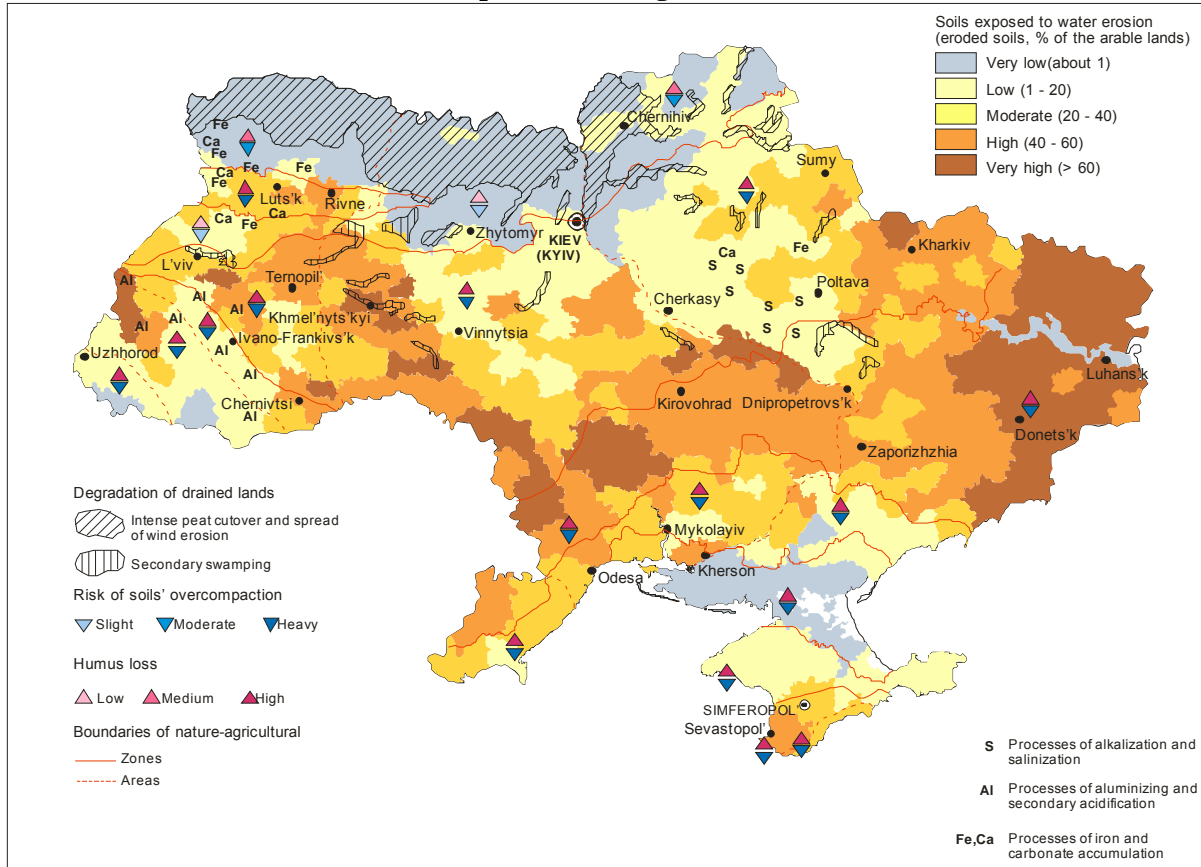 Soils exposed to water erosion
(eroded soils, % of the arable lands)
Very low(about 1)
Low (1 - 20)
Moderate (20 - 40)
High (40 - 60)
Very high (> 60)
Chernihiv
Fe
Ca
Fe
Sumy
Ca
Fe
Fe
Fe
Luts'k
Rivne
Ca
Ca
Fe
Zhytomyr
KIEV
(KYIV)
Kharkiv
Fe
Ca
S
S
L'viv
Al
Ternopil'
S
Poltava
Al
S
S
Cherkasy
Al
Al
Khmel'nyts'kyi
S
S
Al
Vinnytsia
Ivano-Frankivs'k
Al
Uzhhorod
Luhans'k
Al
Chernivtsi
Al
Kirovohrad
Dnipropetrovs'k
Donets'k
Zaporizhzhia
Mykolayiv
Kherson
Odesa
SIMFEROPOL'
Sevastopol'
Degradation of drained lands
Intense peat cutover and spread
of wind erosion
Secondary swamping
Risk of soils' overcompaction
Slight
Moderate
Heavy
Humus loss
Low
Medium
High
Boundaries of nature-agricultural
Zones
Areas
S Processes of alkalization and
salinization
Al Processes of aluminizing and
secondary acidification
Fe,Ca Processes of iron and
carbonate accumulation